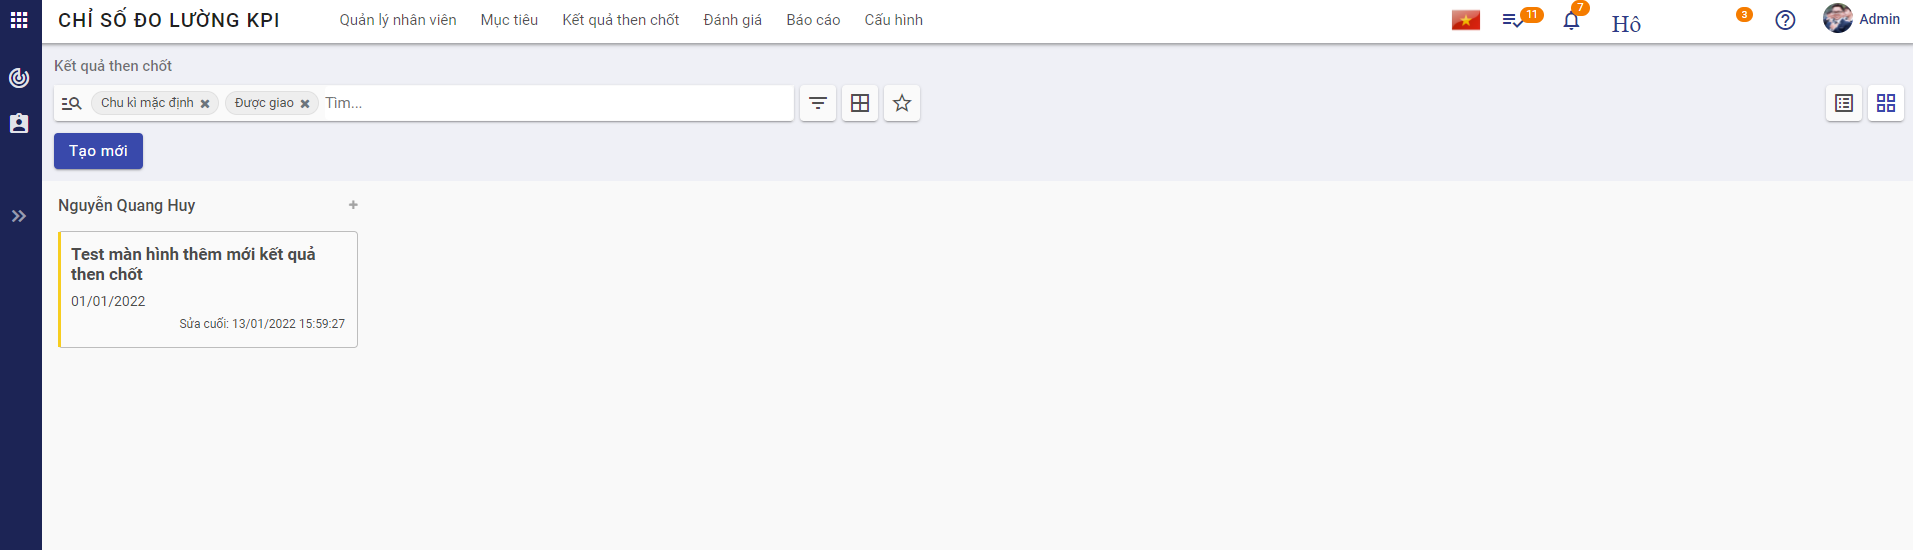 CHỈ SỐ ĐO LƯỜNG KPI Quản lý nhân viên Mục tiêu Kết quả then chốt Đánh giá Báo cáo Cấu hình 11 7 Hô 3 Admin
Kết quả then chốt
Chu kì mặc định Được giao Tìm...
Tạo mới
Nguyễn Quang Huy
Test màn hình thêm mới kết quả
then chốt
01/01/2022
Sửa cuối: 13/01/2022 15:59:27